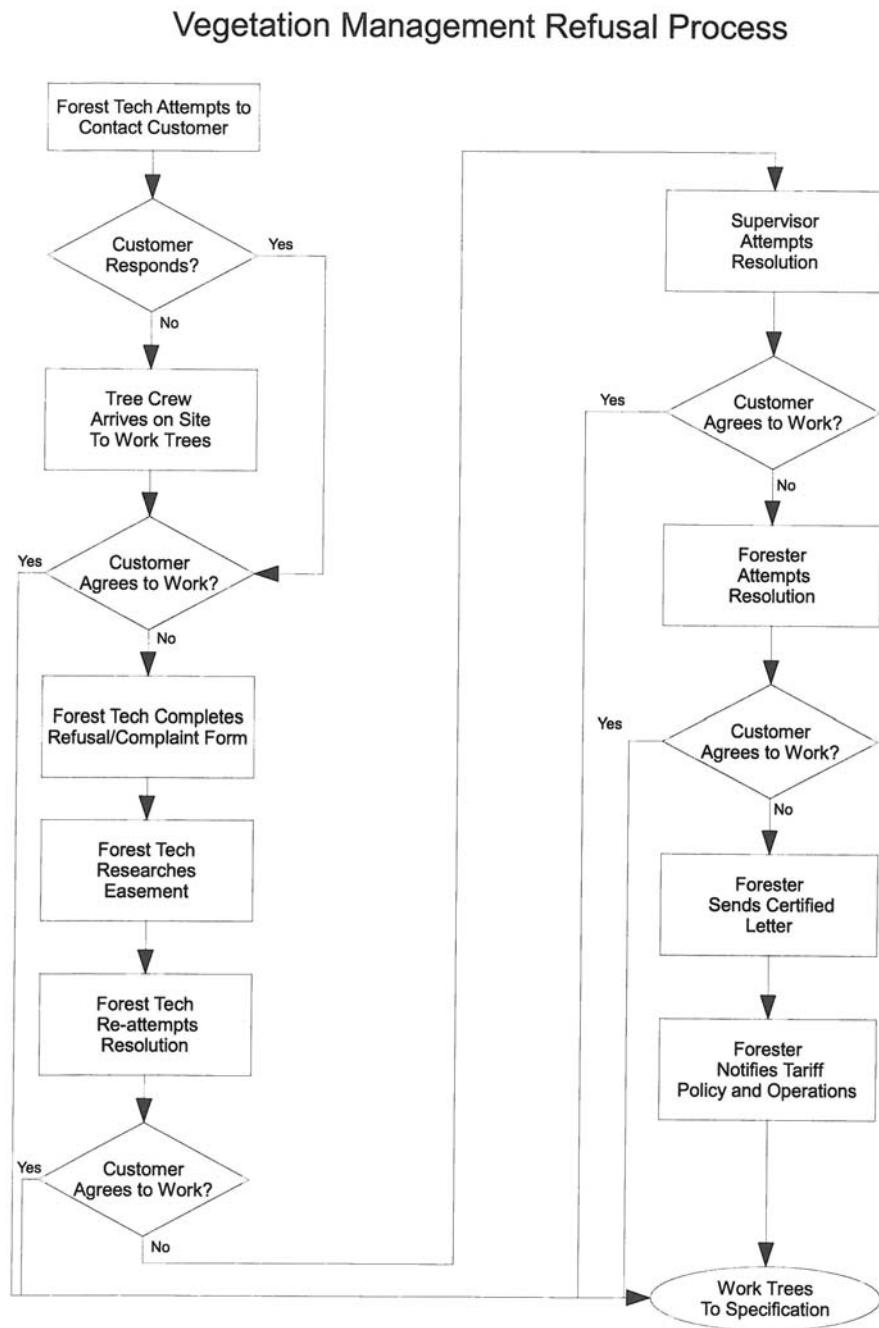 Vegetation Management Refusal Process
Forest Tech Attempts to
Contact Customer
Customer
Responds?
Yes
No
Tree Crew
Arrives on Site
To Work Trees
Customer
Agrees to Work?
Yes
No
Forest Tech Completes
Refusal/Complaint Form
Forest Tech
Researches
Easement
Forest Tech
Re-attempts
Resolution
Customer
Agrees to Work?
Yes
No
Supervisor
Attempts
Resolution
Customer
Agrees to Work?
Yes
No
Forester
Attempts
Resolution
Customer
Agrees to Work?
Yes
No
Forester
Sends Certified
Letter
Forester
Notifies Tariff
Policy and Operations
Work Trees
To Specification